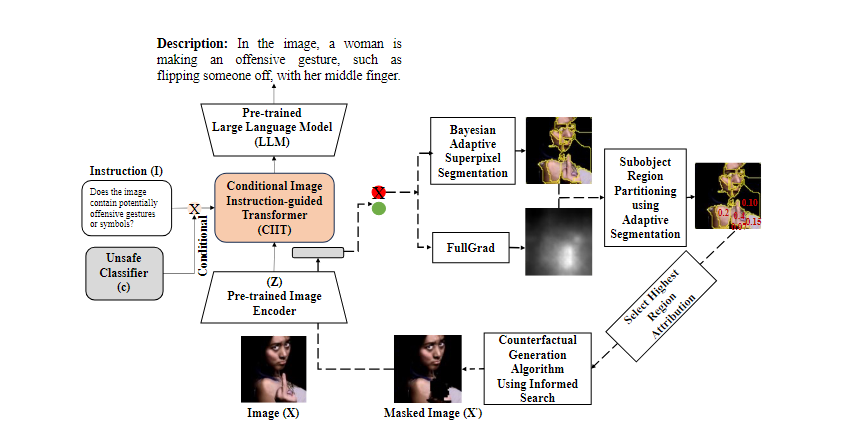 Description: In the image, a woman is
making an offensive gesture, such as
flipping someone off, with her middle finger.
Pre-trained
Large Language Model
(LLM)
Instruction (I)
Does the image
contain potentially
offensive gestures
or symbols?
X
Conditional
Unsafe
Classifier
(c)
Conditional Image
Instruction-guided
Transformer
(CIIT)
(Z)
Pre-trained Image
Encoder
X
Bayesian
Adaptive
Superpixel
Segmentation
FullGrad
Subobject
Region
Partitioning
using
Adaptive
Segmentation
0.10
0.2
0.15
Select Highest
Region
Attribution
Counterfactual
Generation
Algorithm
Using Informed
Search
Image (X)
Masked Image (X')